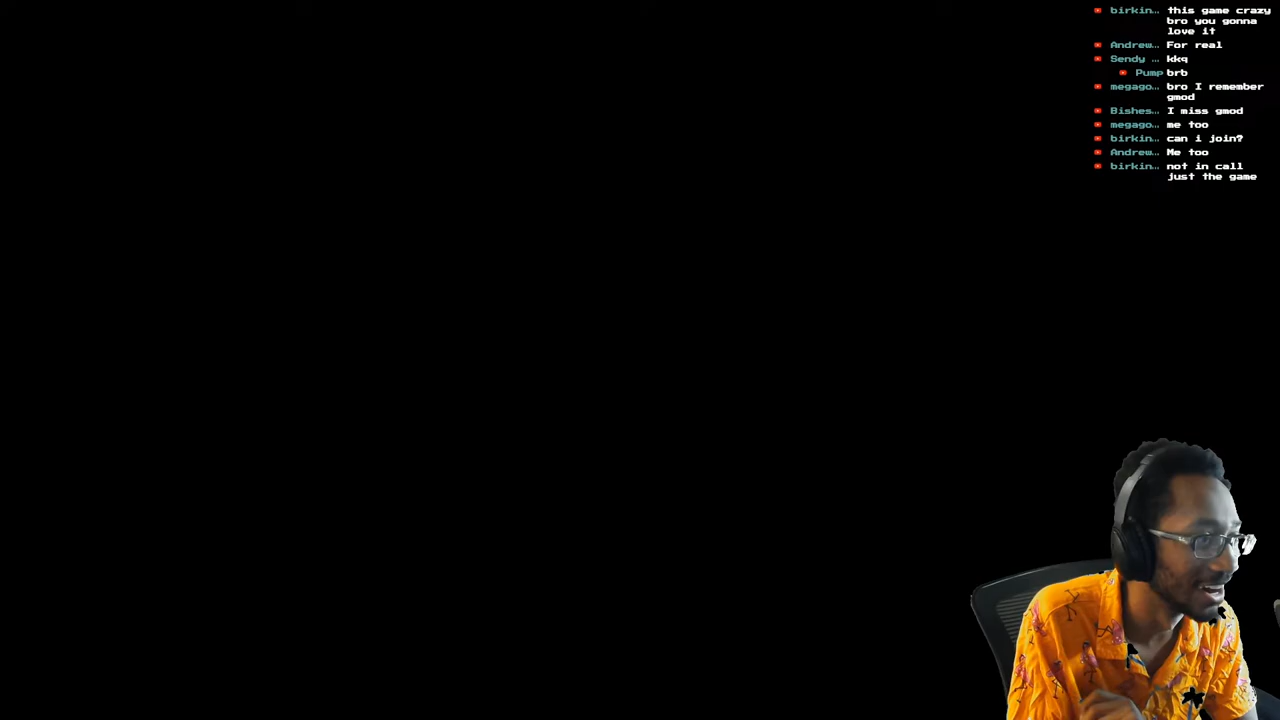 birkin… this game crazy
bro you gonna
love it
Andrew… For real
Sendy … kkq
Pump brb
megago… bro I remember
gmod
Bishes… I miss gmod
megago… me too
birkin… can i join?
Andrew… Me too
birkin… not in call
just the game